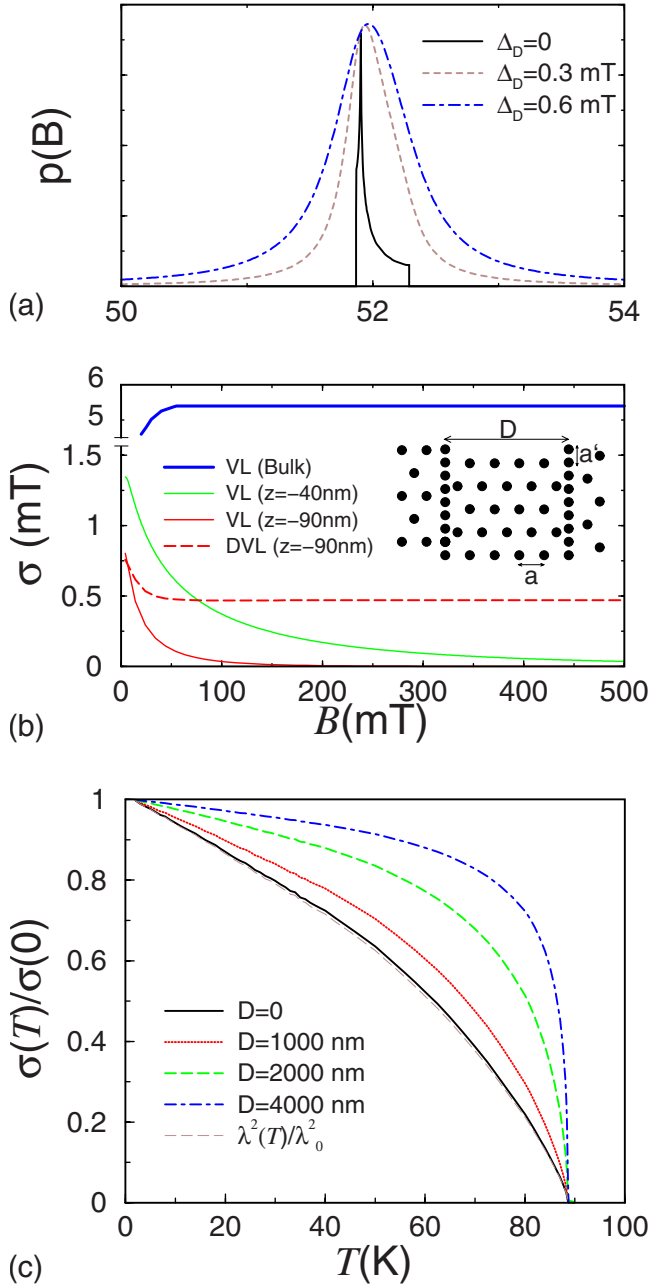 p(B)
Δ_D=0
Δ_D=0.3 mT
Δ_D=0.6 mT
50
52
54
(a)
6
5
1.5
1
0.5
0
σ (mT)
VL (Bulk)
VL (z=−40nm)
VL (z=−90nm)
DVL (z=−90nm)
D
a'
a
0
100
200
300
400
500
B(mT)
(b)
1
0.8
0.6
0.4
0.2
0
σ(T)/σ(0)
D=0
D=1000 nm
D=2000 nm
D=4000 nm
λ²(T)/λ²₀
0
20
40
60
80
100
T(K)
(c)